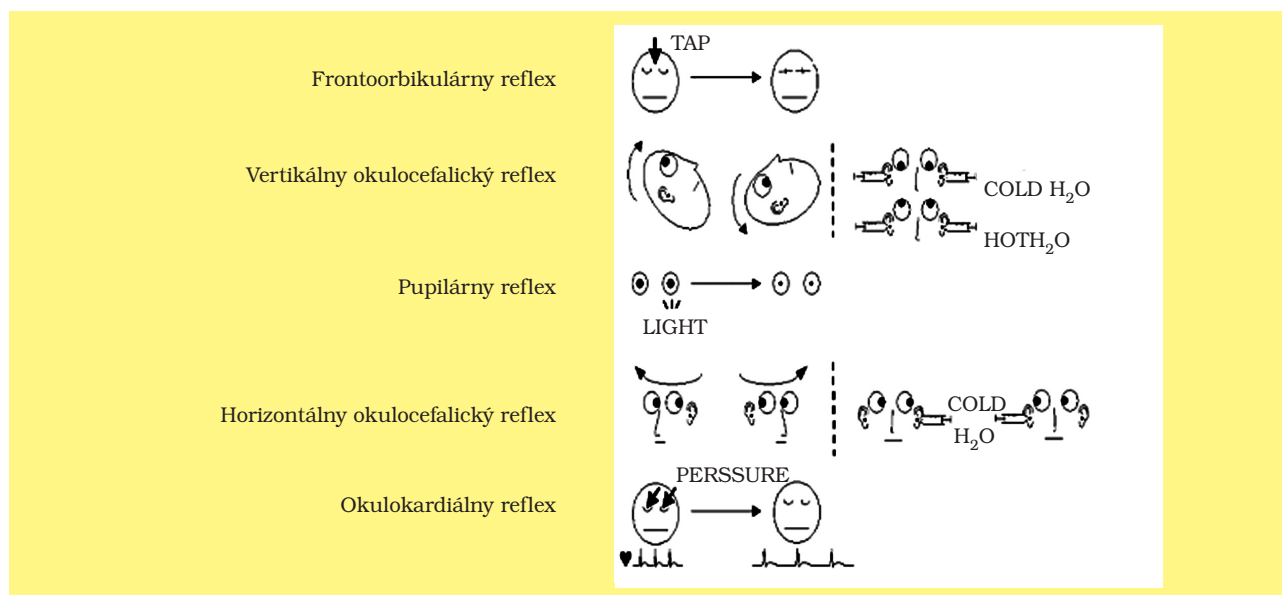 TAP
Frontoorbikulárny reflex
Vertikálny okulocefalický reflex
COLD H₂O
HOTH₂O
Pupilárny reflex
LIGHT
Horizontálny okulocefalický reflex
COLD
H₂O
PERSSURE
Okulokardiálny reflex